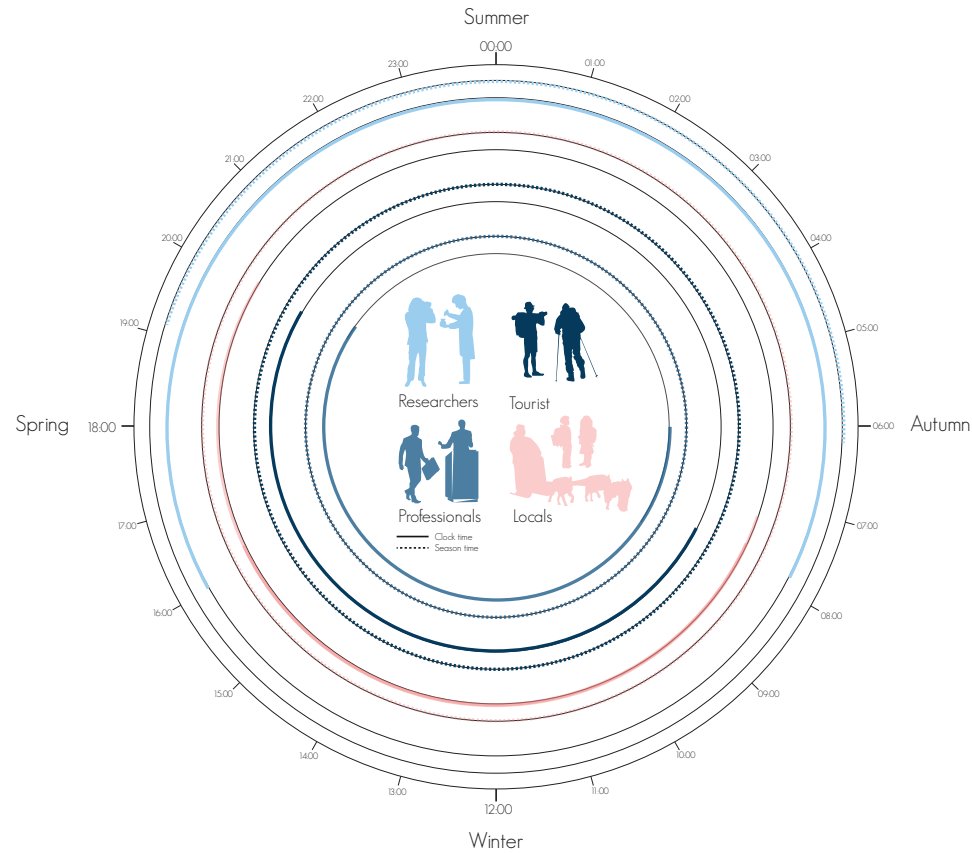 Summer
00:00
23:00
01:00
22:00
02:00
21:00
03:00
20:00
04:00
19:00
05:00
Researchers
Tourist
Spring
18:00
06:00
Autumn
Professionals
Locals
17:00
07:00
Clock time
Season time
16:00
08:00
15:00
09:00
14:00
10:00
13:00
11:00
12:00
Winter